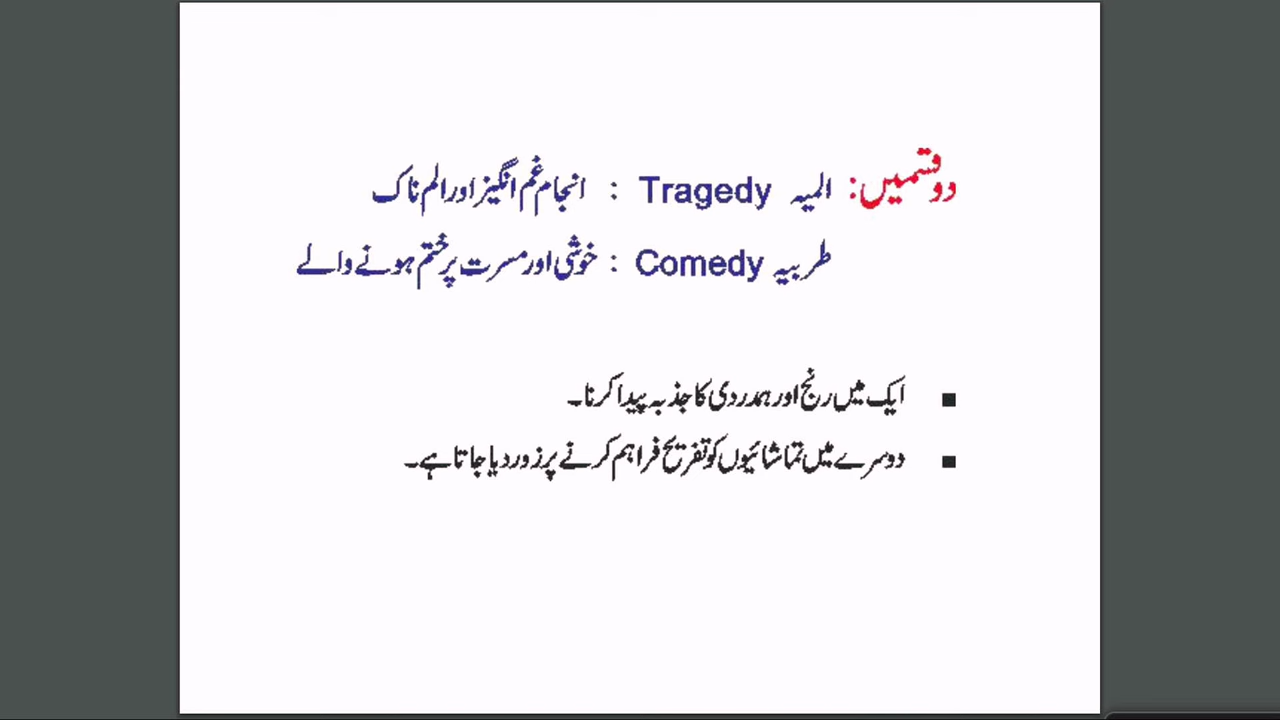 دو قسمیں: المیہ Tragedy : انجام غم انگیز اور الم ناک
طربیہ Comedy : خوشی اور مسرت پر ختم ہونے والے
▪ ایک میں رنج اور ہمدردی کا جذبہ پیدا کرنا۔
▪ دوسرے میں تماشائیوں کو تفریح فراہم کرنے پر زور دیا جاتا ہے۔